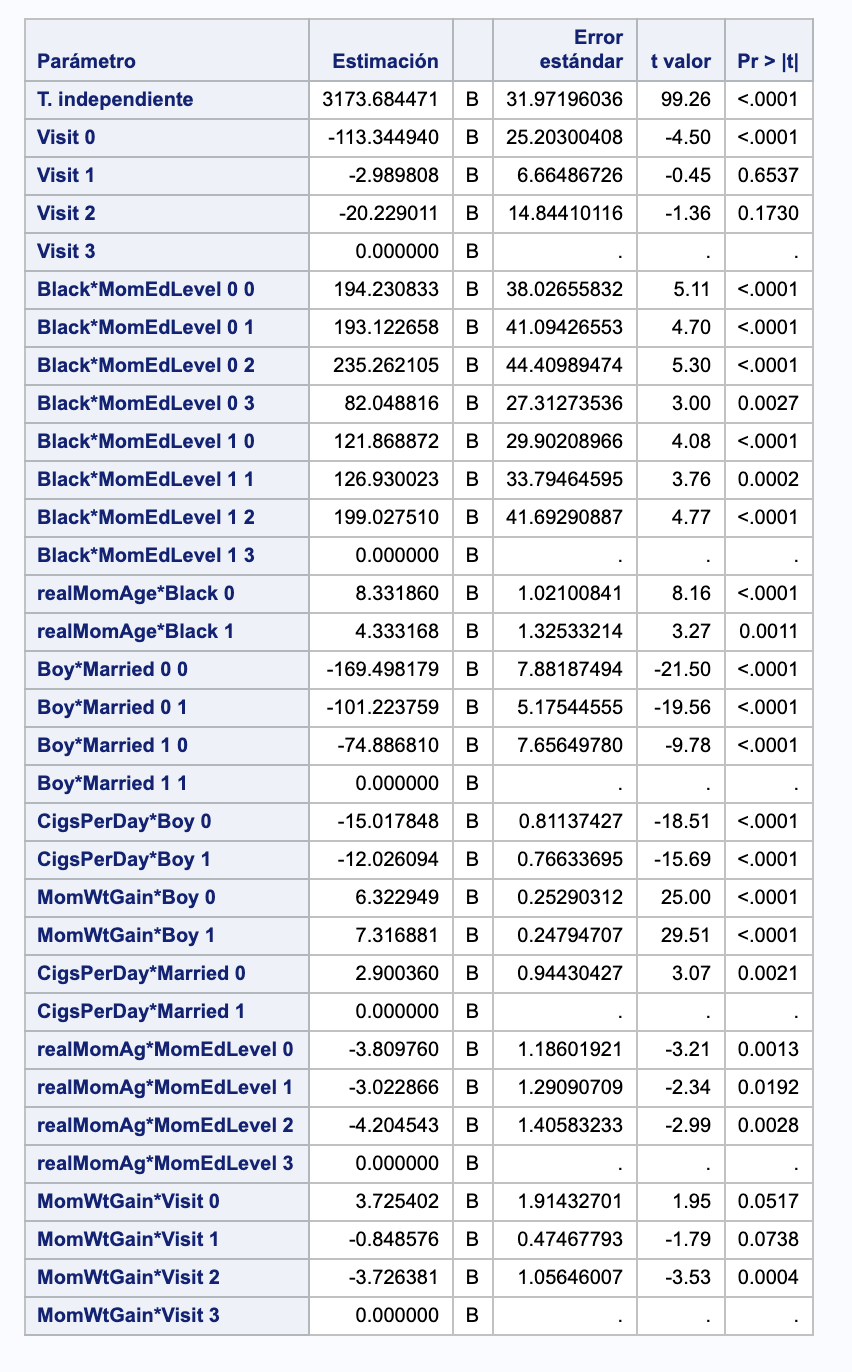 Parámetro Estimación Error estándar t valor Pr > |t|
T. independiente 3173.684471 B 31.97196036 99.26 <.0001
Visit 0 -113.344940 B 25.20300408 -4.50 <.0001
Visit 1 -2.989808 B 6.66486726 -0.45 0.6537
Visit 2 -20.229011 B 14.84410116 -1.36 0.1730
Visit 3 0.000000 B . . .
Black*MomEdLevel 0 0 194.230833 B 38.02655832 5.11 <.0001
Black*MomEdLevel 0 1 193.122658 B 41.09426553 4.70 <.0001
Black*MomEdLevel 0 2 235.262105 B 44.40989474 5.30 <.0001
Black*MomEdLevel 0 3 82.048816 B 27.31273536 3.00 0.0027
Black*MomEdLevel 1 0 121.868872 B 29.90208966 4.08 <.0001
Black*MomEdLevel 1 1 126.930023 B 33.79464595 3.76 0.0002
Black*MomEdLevel 1 2 199.027510 B 41.69290887 4.77 <.0001
Black*MomEdLevel 1 3 0.000000 B . . .
realMomAge*Black 0 8.331860 B 1.02100841 8.16 <.0001
realMomAge*Black 1 4.333168 B 1.32533214 3.27 0.0011
Boy*Married 0 0 -169.498179 B 7.88187494 -21.50 <.0001
Boy*Married 0 1 -101.223759 B 5.17544555 -19.56 <.0001
Boy*Married 1 0 -74.886810 B 7.65649780 -9.78 <.0001
Boy*Married 1 1 0.000000 B . . .
CigsPerDay*Boy 0 -15.017848 B 0.81137427 -18.51 <.0001
CigsPerDay*Boy 1 -12.026094 B 0.76633695 -15.69 <.0001
MomWtGain*Boy 0 6.322949 B 0.25290312 25.00 <.0001
MomWtGain*Boy 1 7.316881 B 0.24794707 29.51 <.0001
CigsPerDay*Married 0 2.900360 B 0.94430427 3.07 0.0021
CigsPerDay*Married 1 0.000000 B . . .
realMomAg*MomEdLevel 0 -3.809760 B 1.18601921 -3.21 0.0013
realMomAg*MomEdLevel 1 -3.022866 B 1.29090709 -2.34 0.0192
realMomAg*MomEdLevel 2 -4.204543 B 1.40583233 -2.99 0.0028
realMomAg*MomEdLevel 3 0.000000 B . . .
MomWtGain*Visit 0 3.725402 B 1.91432701 1.95 0.0517
MomWtGain*Visit 1 -0.848576 B 0.47467793 -1.79 0.0738
MomWtGain*Visit 2 -3.726381 B 1.05646007 -3.53 0.0004
MomWtGain*Visit 3 0.000000 B . . .